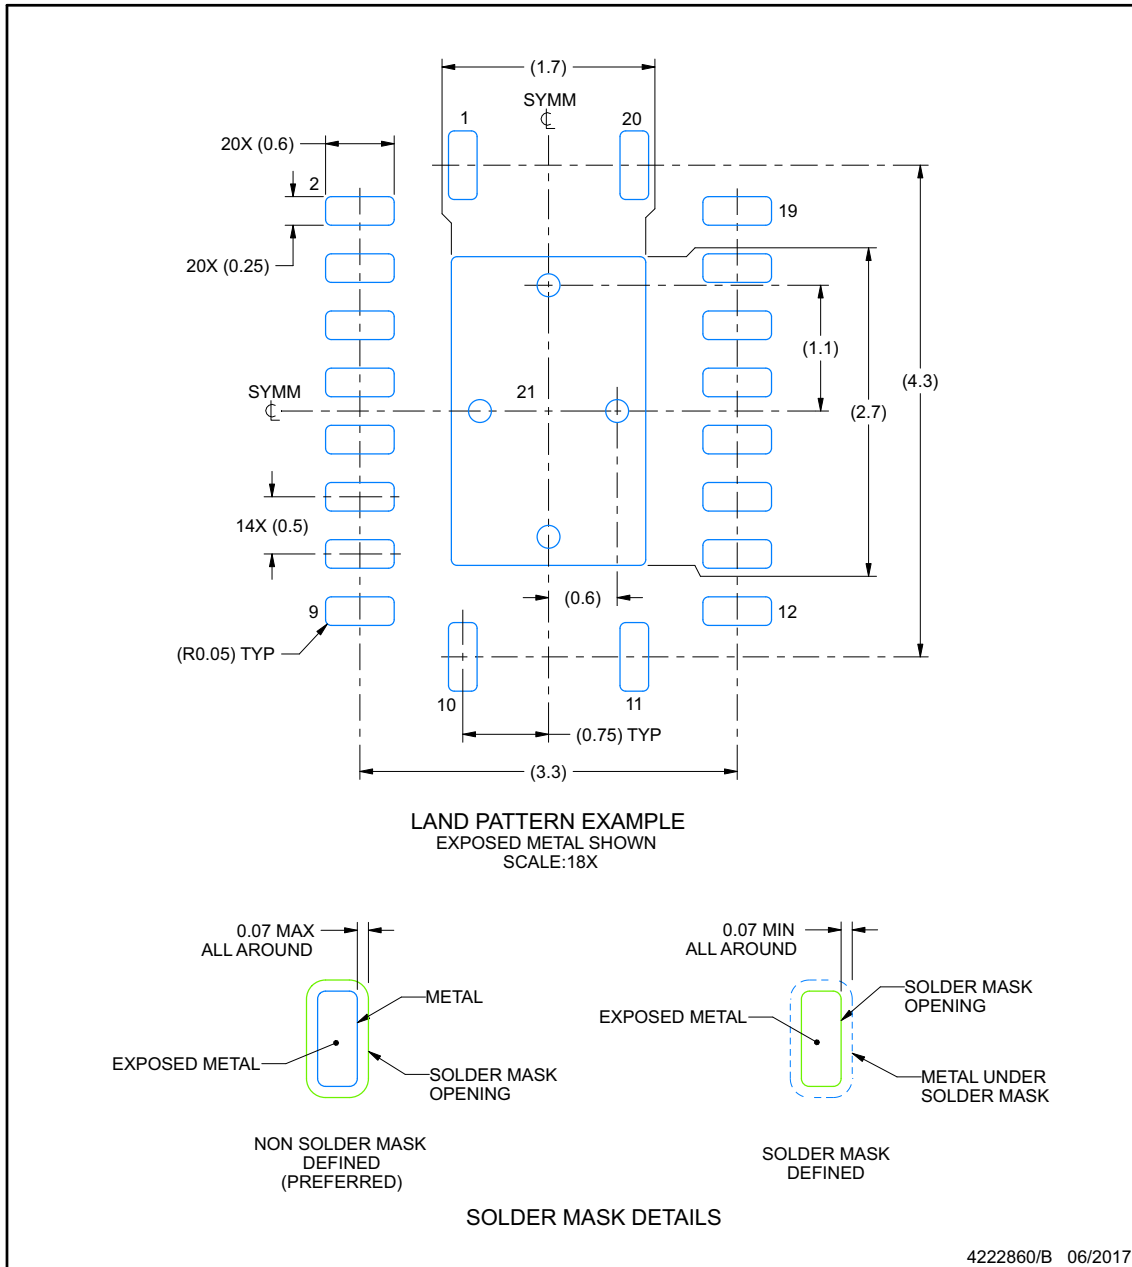 (1.7)
SYMM
1
20
20X (0.6)
2
19
20X (0.25)
(1.1)
(4.3)
SYMM
21
(2.7)
14X (0.5)
(0.6)
9
12
(R0.05) TYP
10
11
(0.75) TYP
(3.3)
LAND PATTERN EXAMPLE
EXPOSED METAL SHOWN
SCALE:18X
0.07 MAX
ALL AROUND
METAL
EXPOSED METAL
SOLDER MASK
OPENING
NON SOLDER MASK
DEFINED
(PREFERRED)
0.07 MIN
ALL AROUND
SOLDER MASK
OPENING
EXPOSED METAL
METAL UNDER
SOLDER MASK
SOLDER MASK
DEFINED
SOLDER MASK DETAILS
4222860/B 06/2017